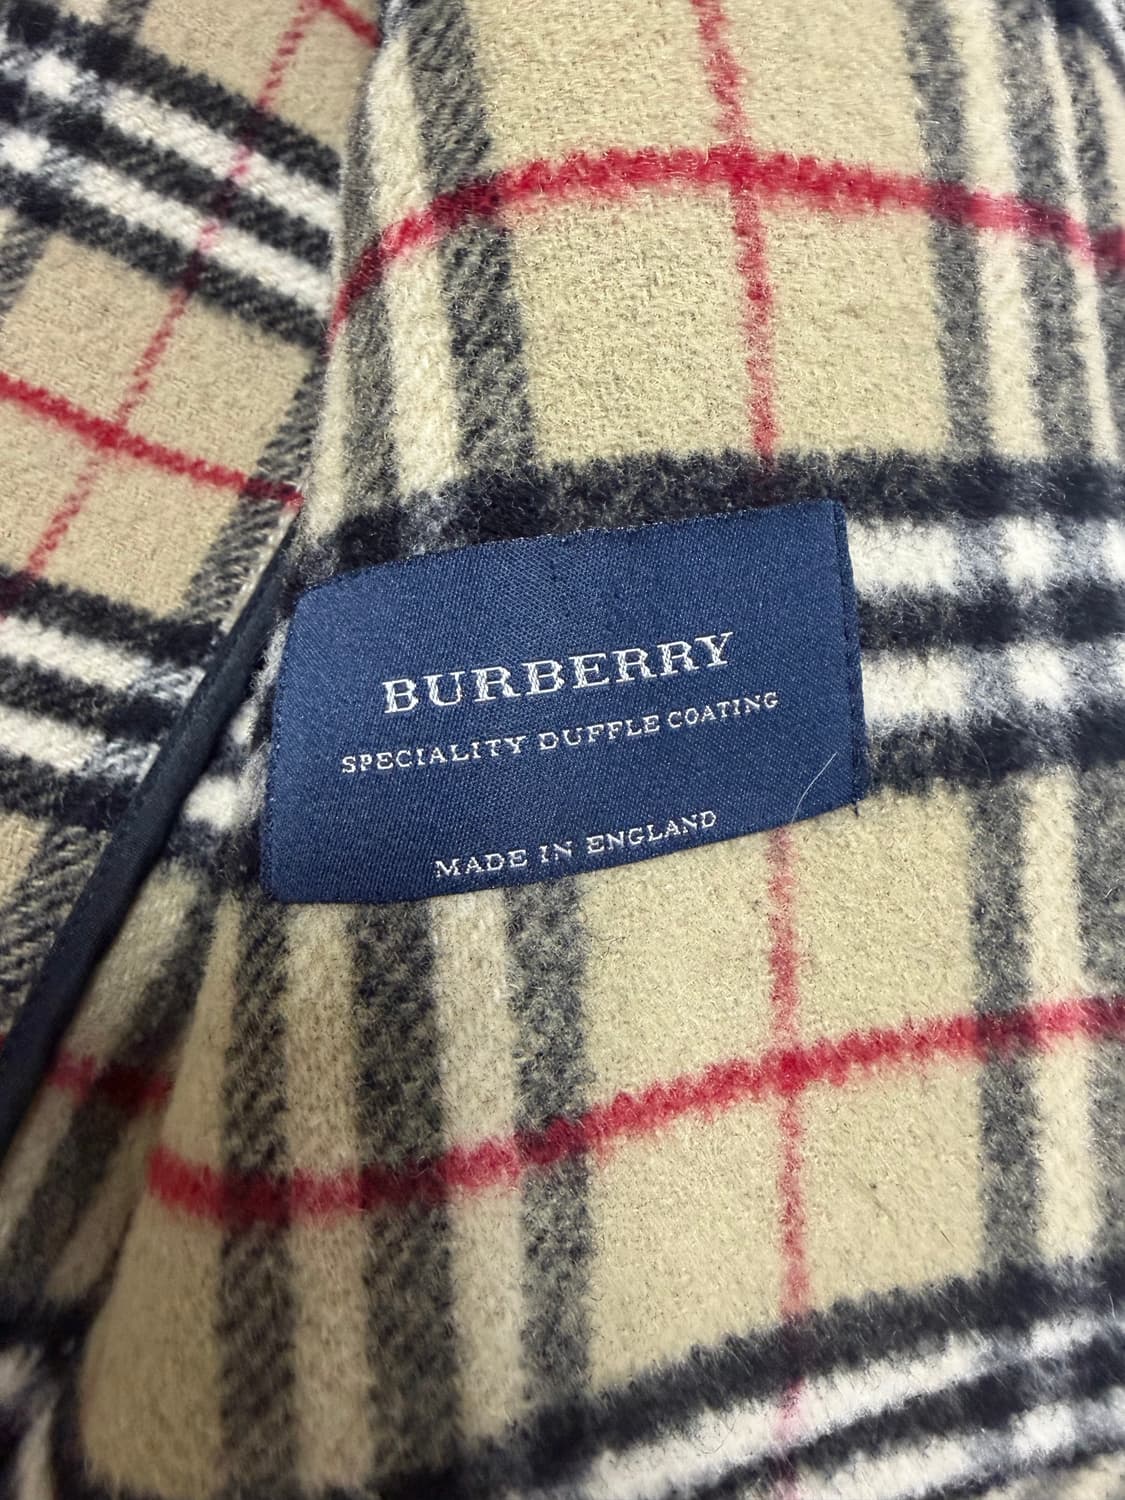 BURBERRY
SPECIALITY DUFFLE COATING
MADE IN ENGLAND